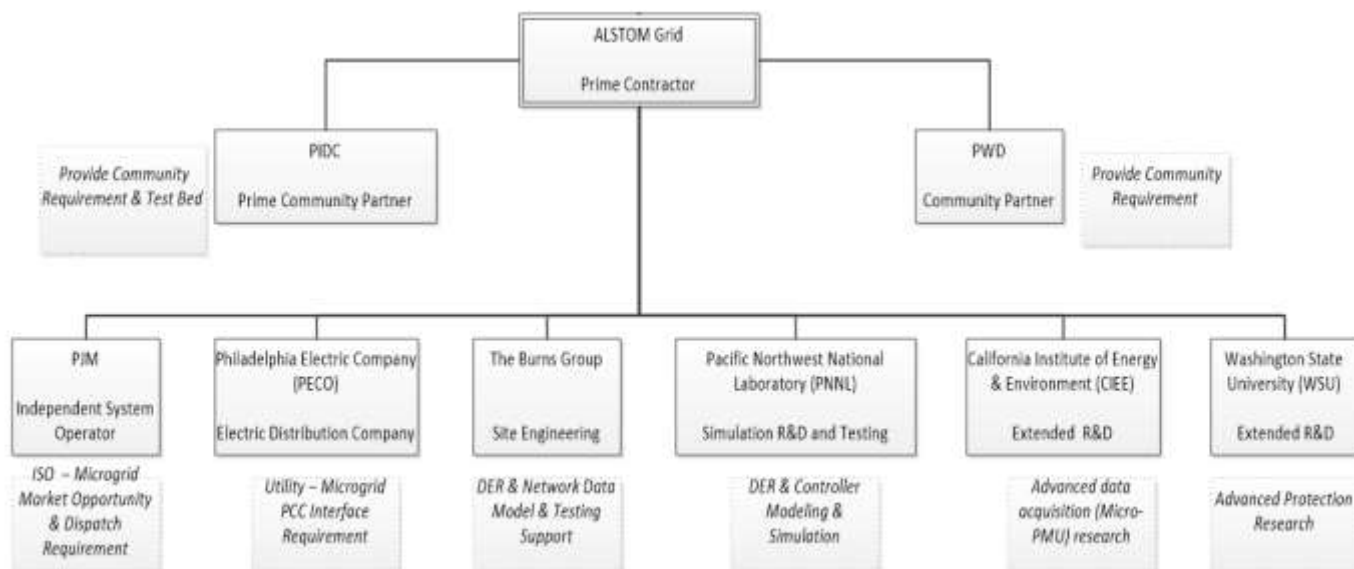 ALSTOM Grid
Prime Contractor
PIDC
Prime Community Partner
Provide Community
Requirement & Test Bed
PWD
Community Partner
Provide Community
Requirement
PJM
Independent System
Operator
ISO – Microgrid
Market Opportunity
& Dispatch
Requirement
Philadelphia Electric Company
(PECO)
Electric Distribution Company
Utility – Microgrid
PCC Interface
Requirement
The Burns Group
Site Engineering
DER & Network Data
Model & Testing
Support
Pacific Northwest National
Laboratory (PNNL)
Simulation R&D and Testing
DER & Controller
Modeling &
Simulation
California Institute of Energy
& Environment (CIEE)
Extended R&D
Advanced data
acquisition (Micro-
PMU) research
Washington State
University (WSU)
Extended R&D
Advanced Protection
Research